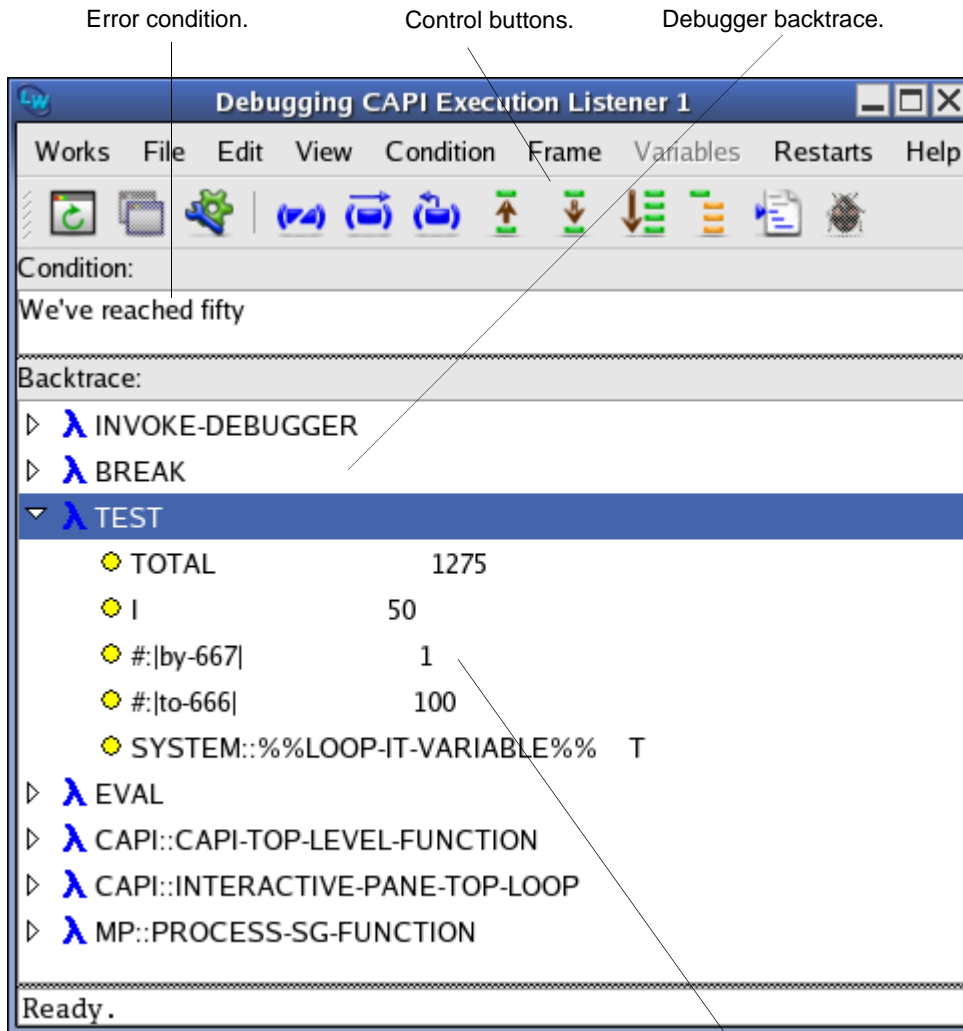 Error condition. Control buttons. Debugger backtrace.
LW Debugging CAPI Execution Listener 1
Works File Edit View Condition Frame Variables Restarts Help
Condition:
We've reached fifty
Backtrace:
λ INVOKE-DEBUGGER
λ BREAK
λ TEST
TOTAL 1275
I 50
#:|by-667| 1
#:|to-666| 100
SYSTEM::%%LOOP-IT-VARIABLE%% T
λ EVAL
λ CAPI::CAPI-TOP-LEVEL-FUNCTION
λ CAPI::INTERACTIVE-PANE-TOP-LOOP
λ MP::PROCESS-SG-FUNCTION
Ready.